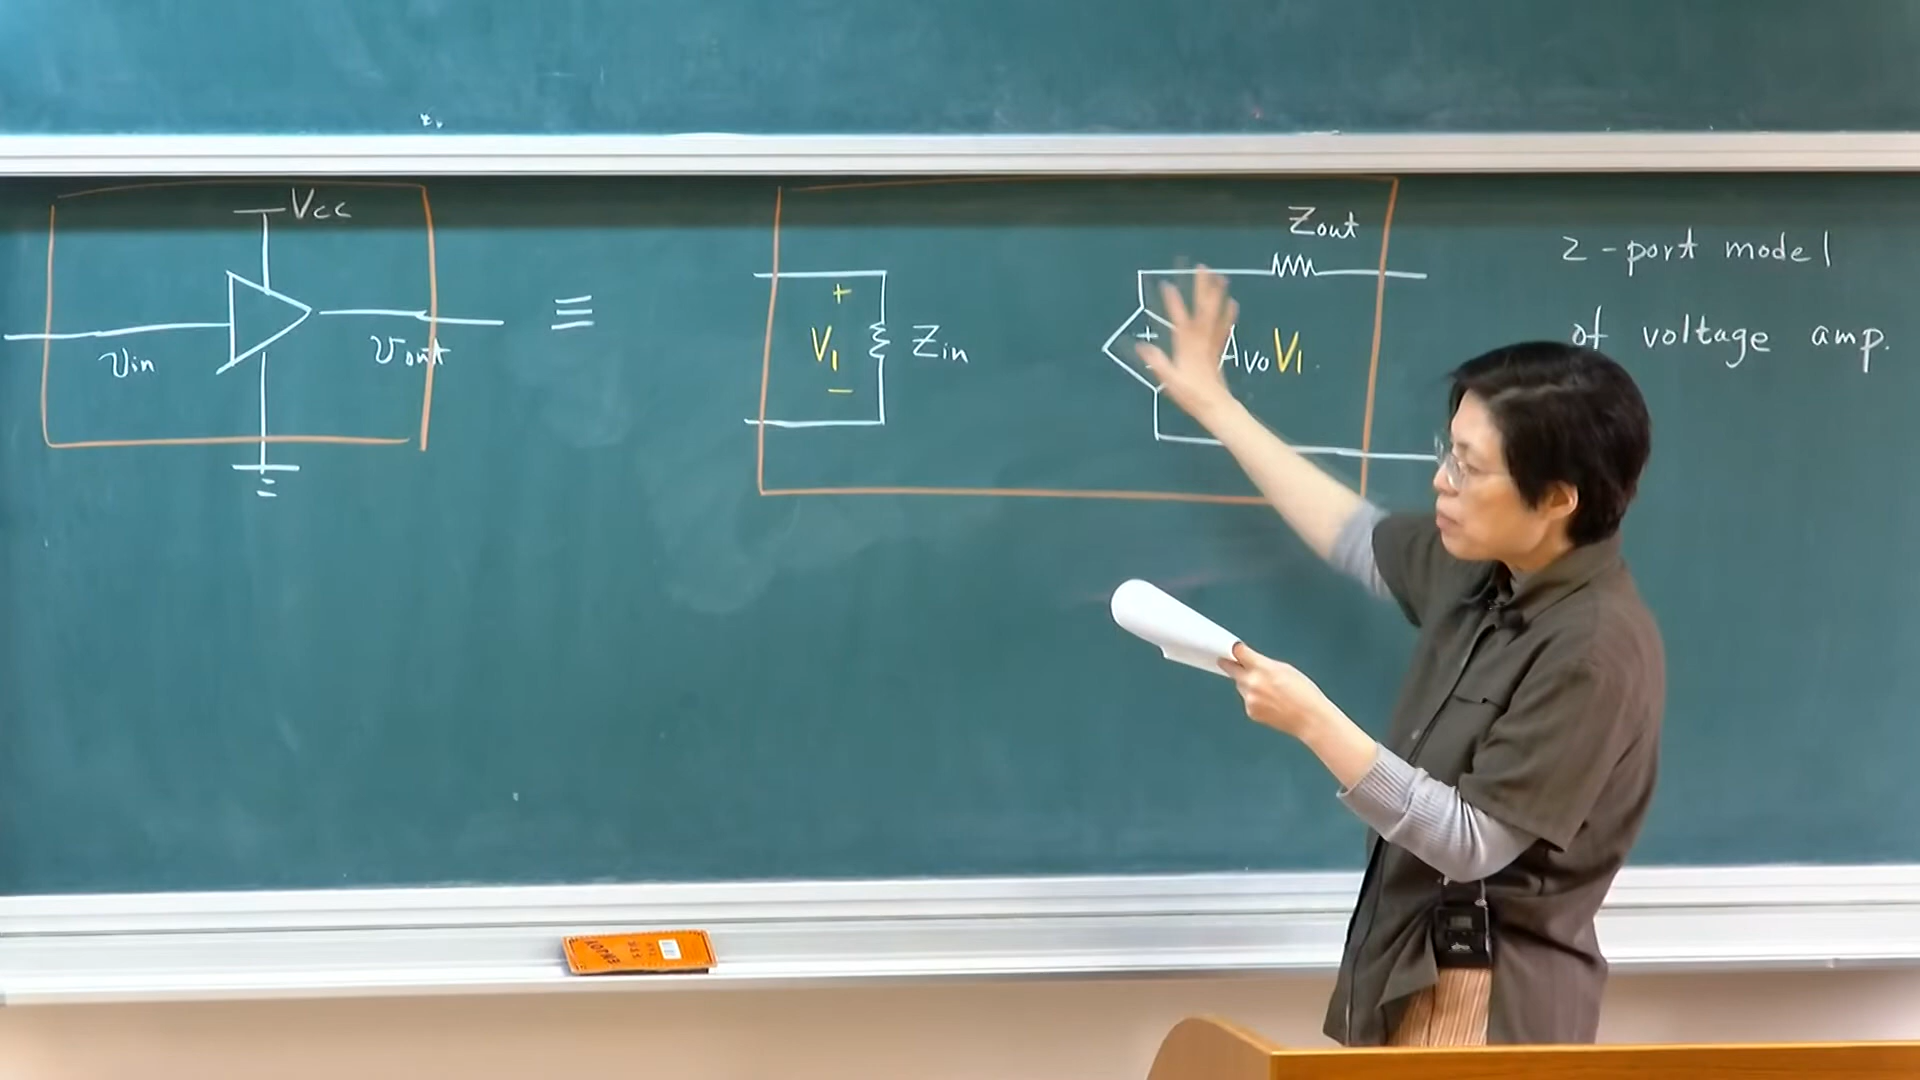 Vcc
vin
vout
≡
+
V1
−
Zin
Zout
+
AvoV1
2-port model
of voltage amp.